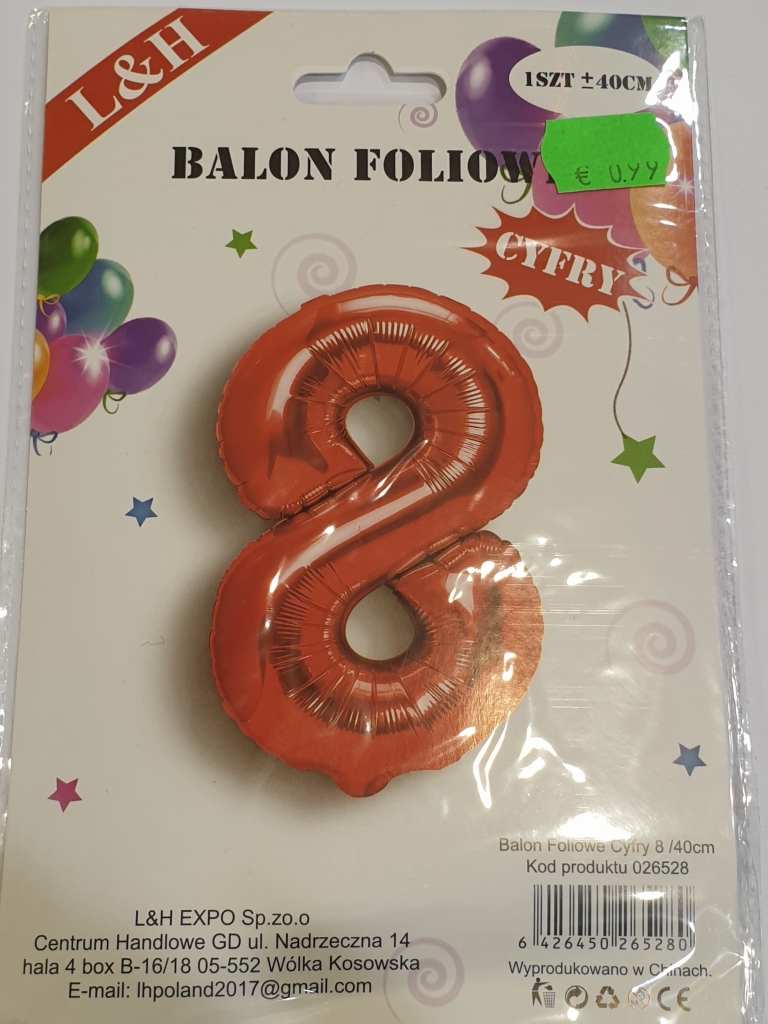 L&H
1SZT ±40CM
BALON FOLIOW
€ 0.99
CYFRY
Balon Foliowe Cyfry 8 /40cm
Kod produktu 026528
6 426450 265280
Wyprodukowano w Chinach.
CE
L&H EXPO Sp.zo.o
Centrum Handlowe GD ul. Nadrzeczna 14
hala 4 box B-16/18 05-552 Wólka Kosowska
E-mail: lhpoland2017@gmail.com